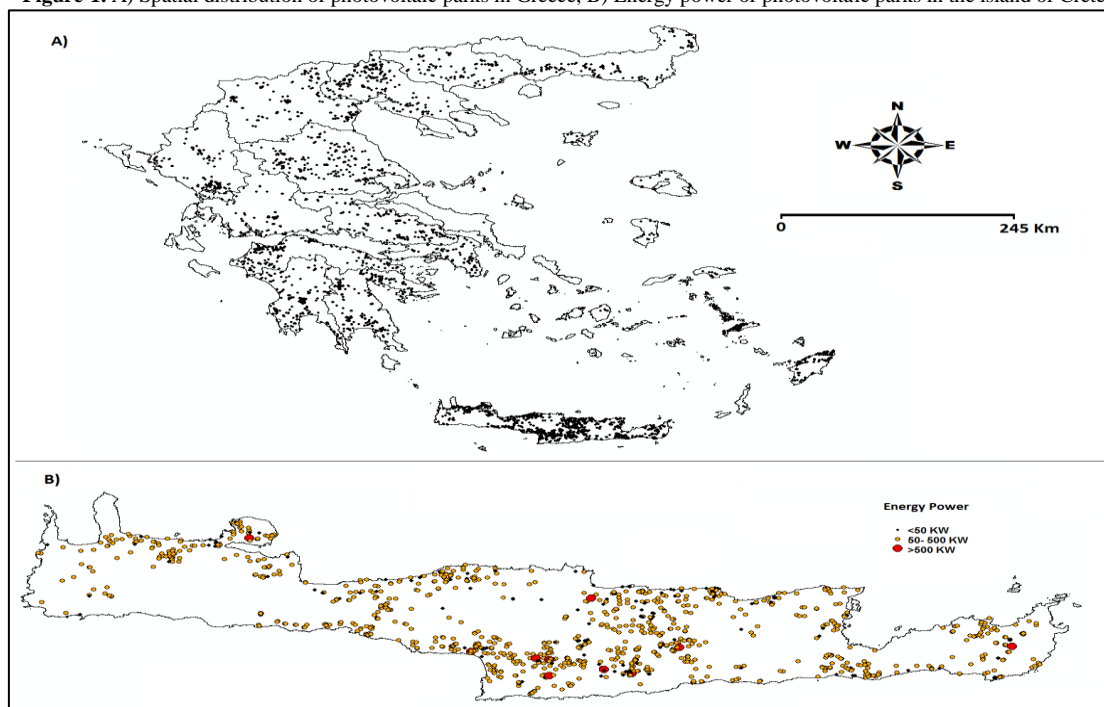 Figure 1. A) Spatial distribution of photovoltaic parks in Greece, B) Energy power of photovoltaic parks in the island of Crete
A)
N
W E
S
0 245 Km
B)
Energy Power
<50 KW
50- 500 KW
>500 KW